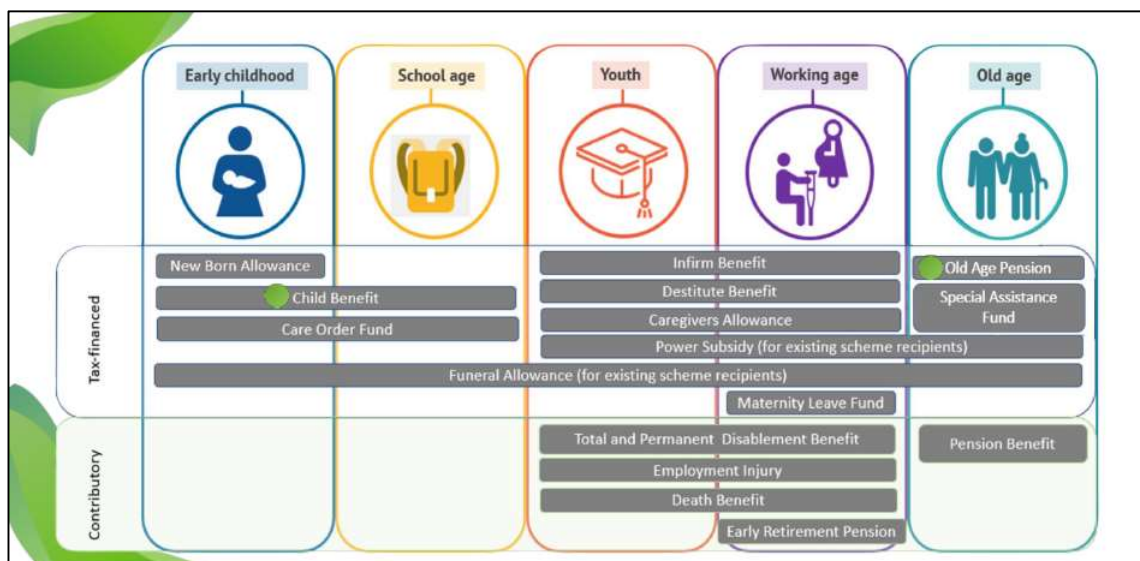 Early childhood
School age
Youth
Working age
Old age
Tax-financed
New Born Allowance
Infirm Benefit
Old Age Pension
Child Benefit
Destitute Benefit
Special Assistance
Fund
Care Order Fund
Caregivers Allowance
Power Subsidy (for existing scheme recipients)
Funeral Allowance (for existing scheme recipients)
Maternity Leave Fund
Contributory
Total and Permanent Disablement Benefit
Pension Benefit
Employment Injury
Death Benefit
Early Retirement Pension